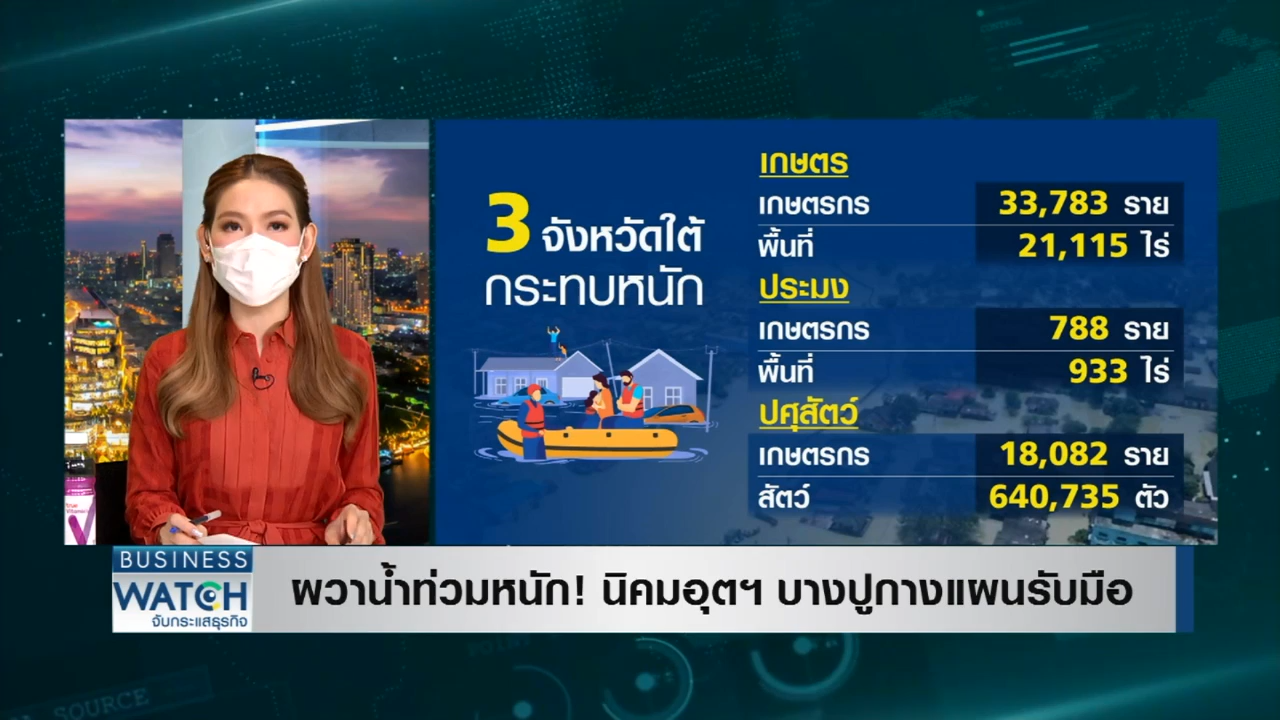 3 จังหวัดใต้
กระทบหนัก
เกษตร
เกษตรกร 33,783 ราย
พื้นที่ 21,115 ไร่
ประมง
เกษตรกร 788 ราย
พื้นที่ 933 ไร่
ปศุสัตว์
เกษตรกร 18,082 ราย
สัตว์ 640,735 ตัว
BUSINESS
WATCH
จับกระแสธุรกิจ
ผวาน้ำท่วมหนัก! นิคมอุตฯ บางปูกางแผนรับมือ
SOURCE